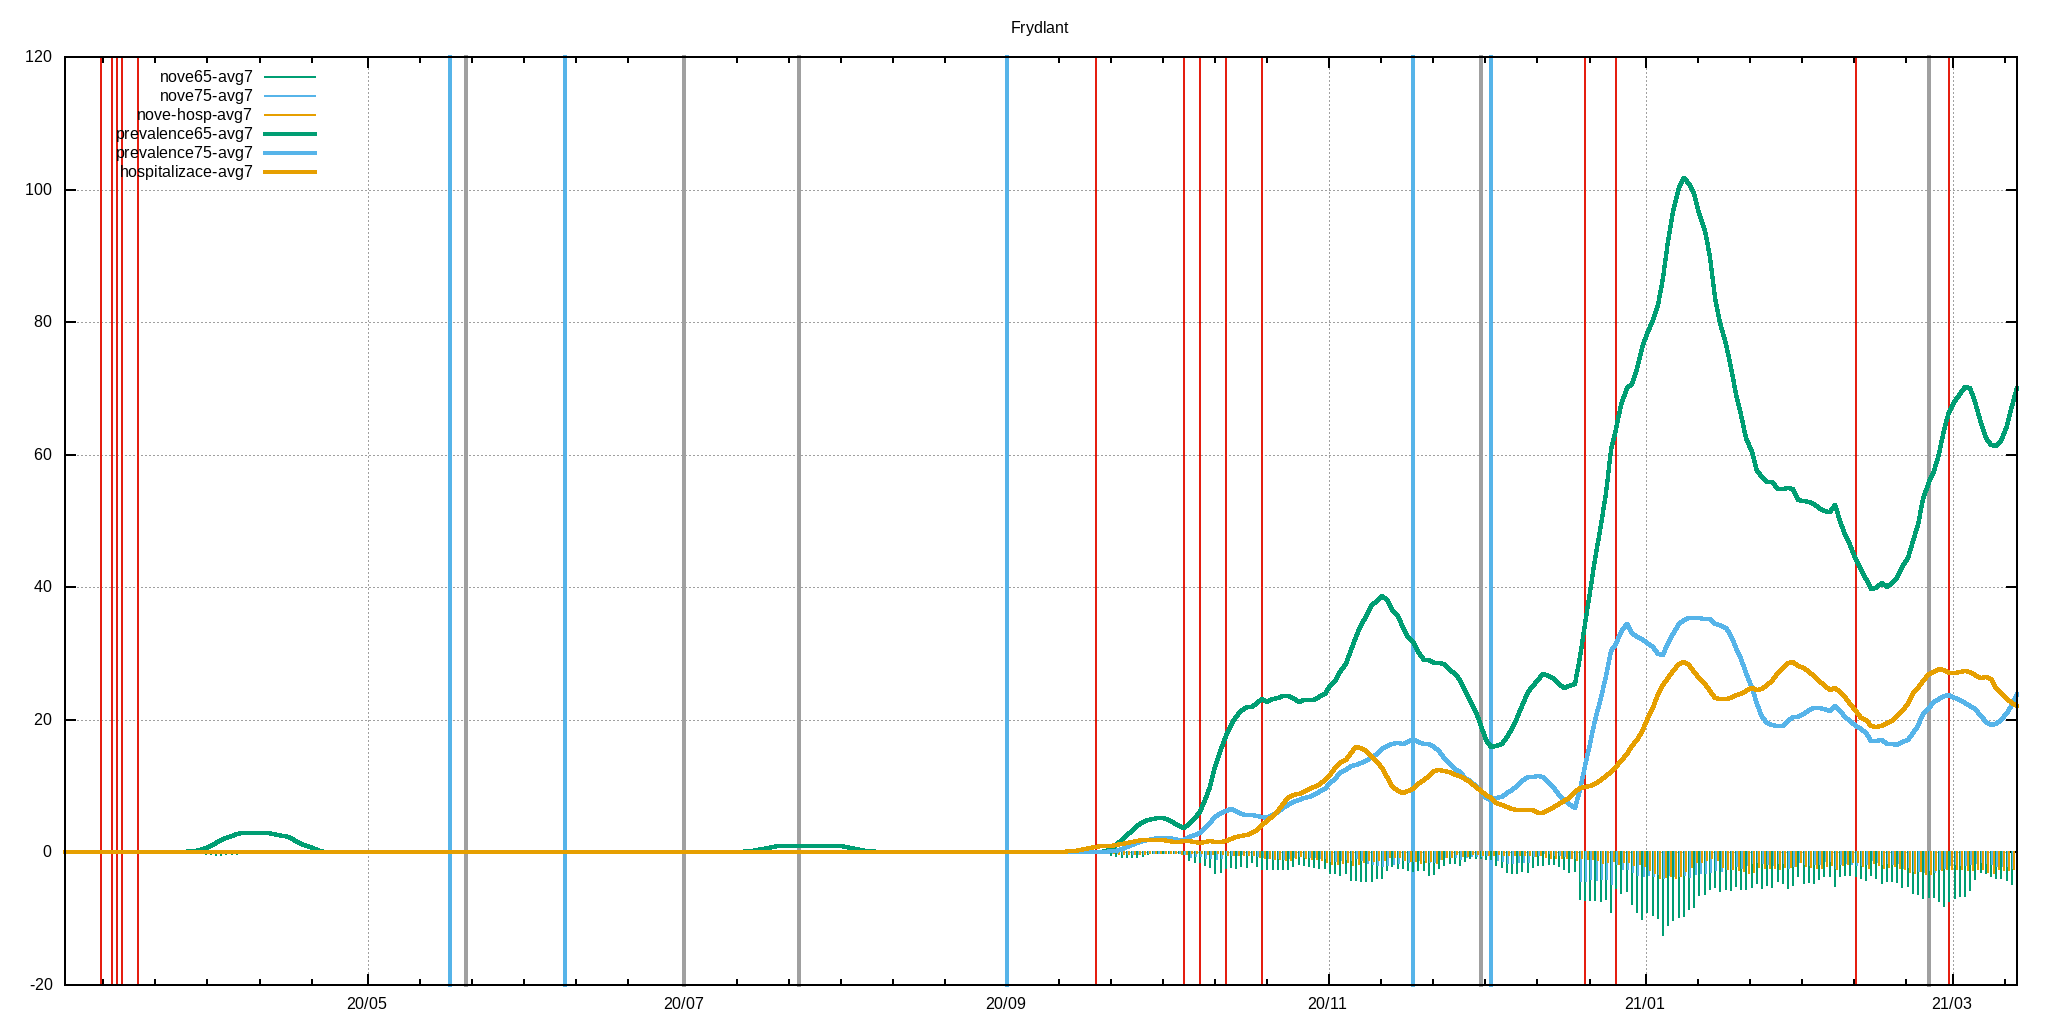 Frydlant
120
100
80
60
40
20
0
-20
nove65-avg7
nove75-avg7
nove-hosp-avg7
prevalence65-avg7
prevalence75-avg7
hospitalizace-avg7
20/05 20/07 20/09 20/11 21/01 21/03